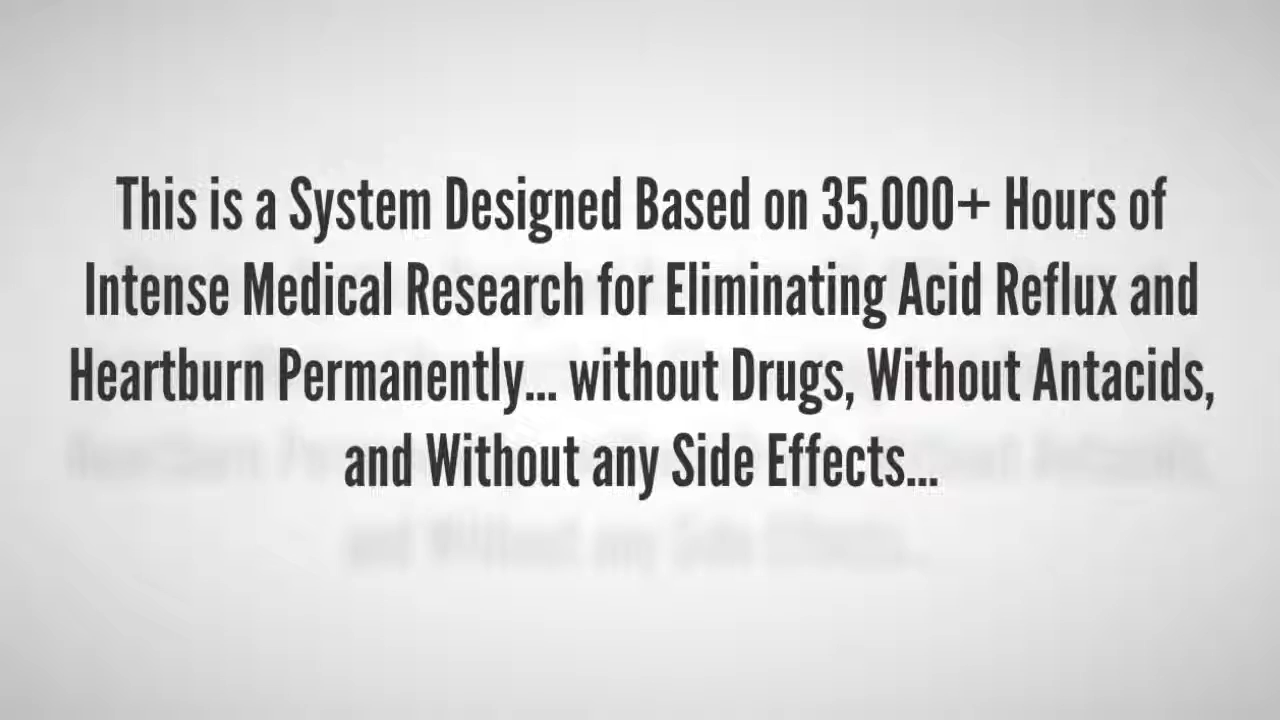 This is a System Designed Based on 35,000+ Hours of
Intense Medical Research for Eliminating Acid Reflux and
Heartburn Permanently... without Drugs, Without Antacids,
and Without any Side Effects...